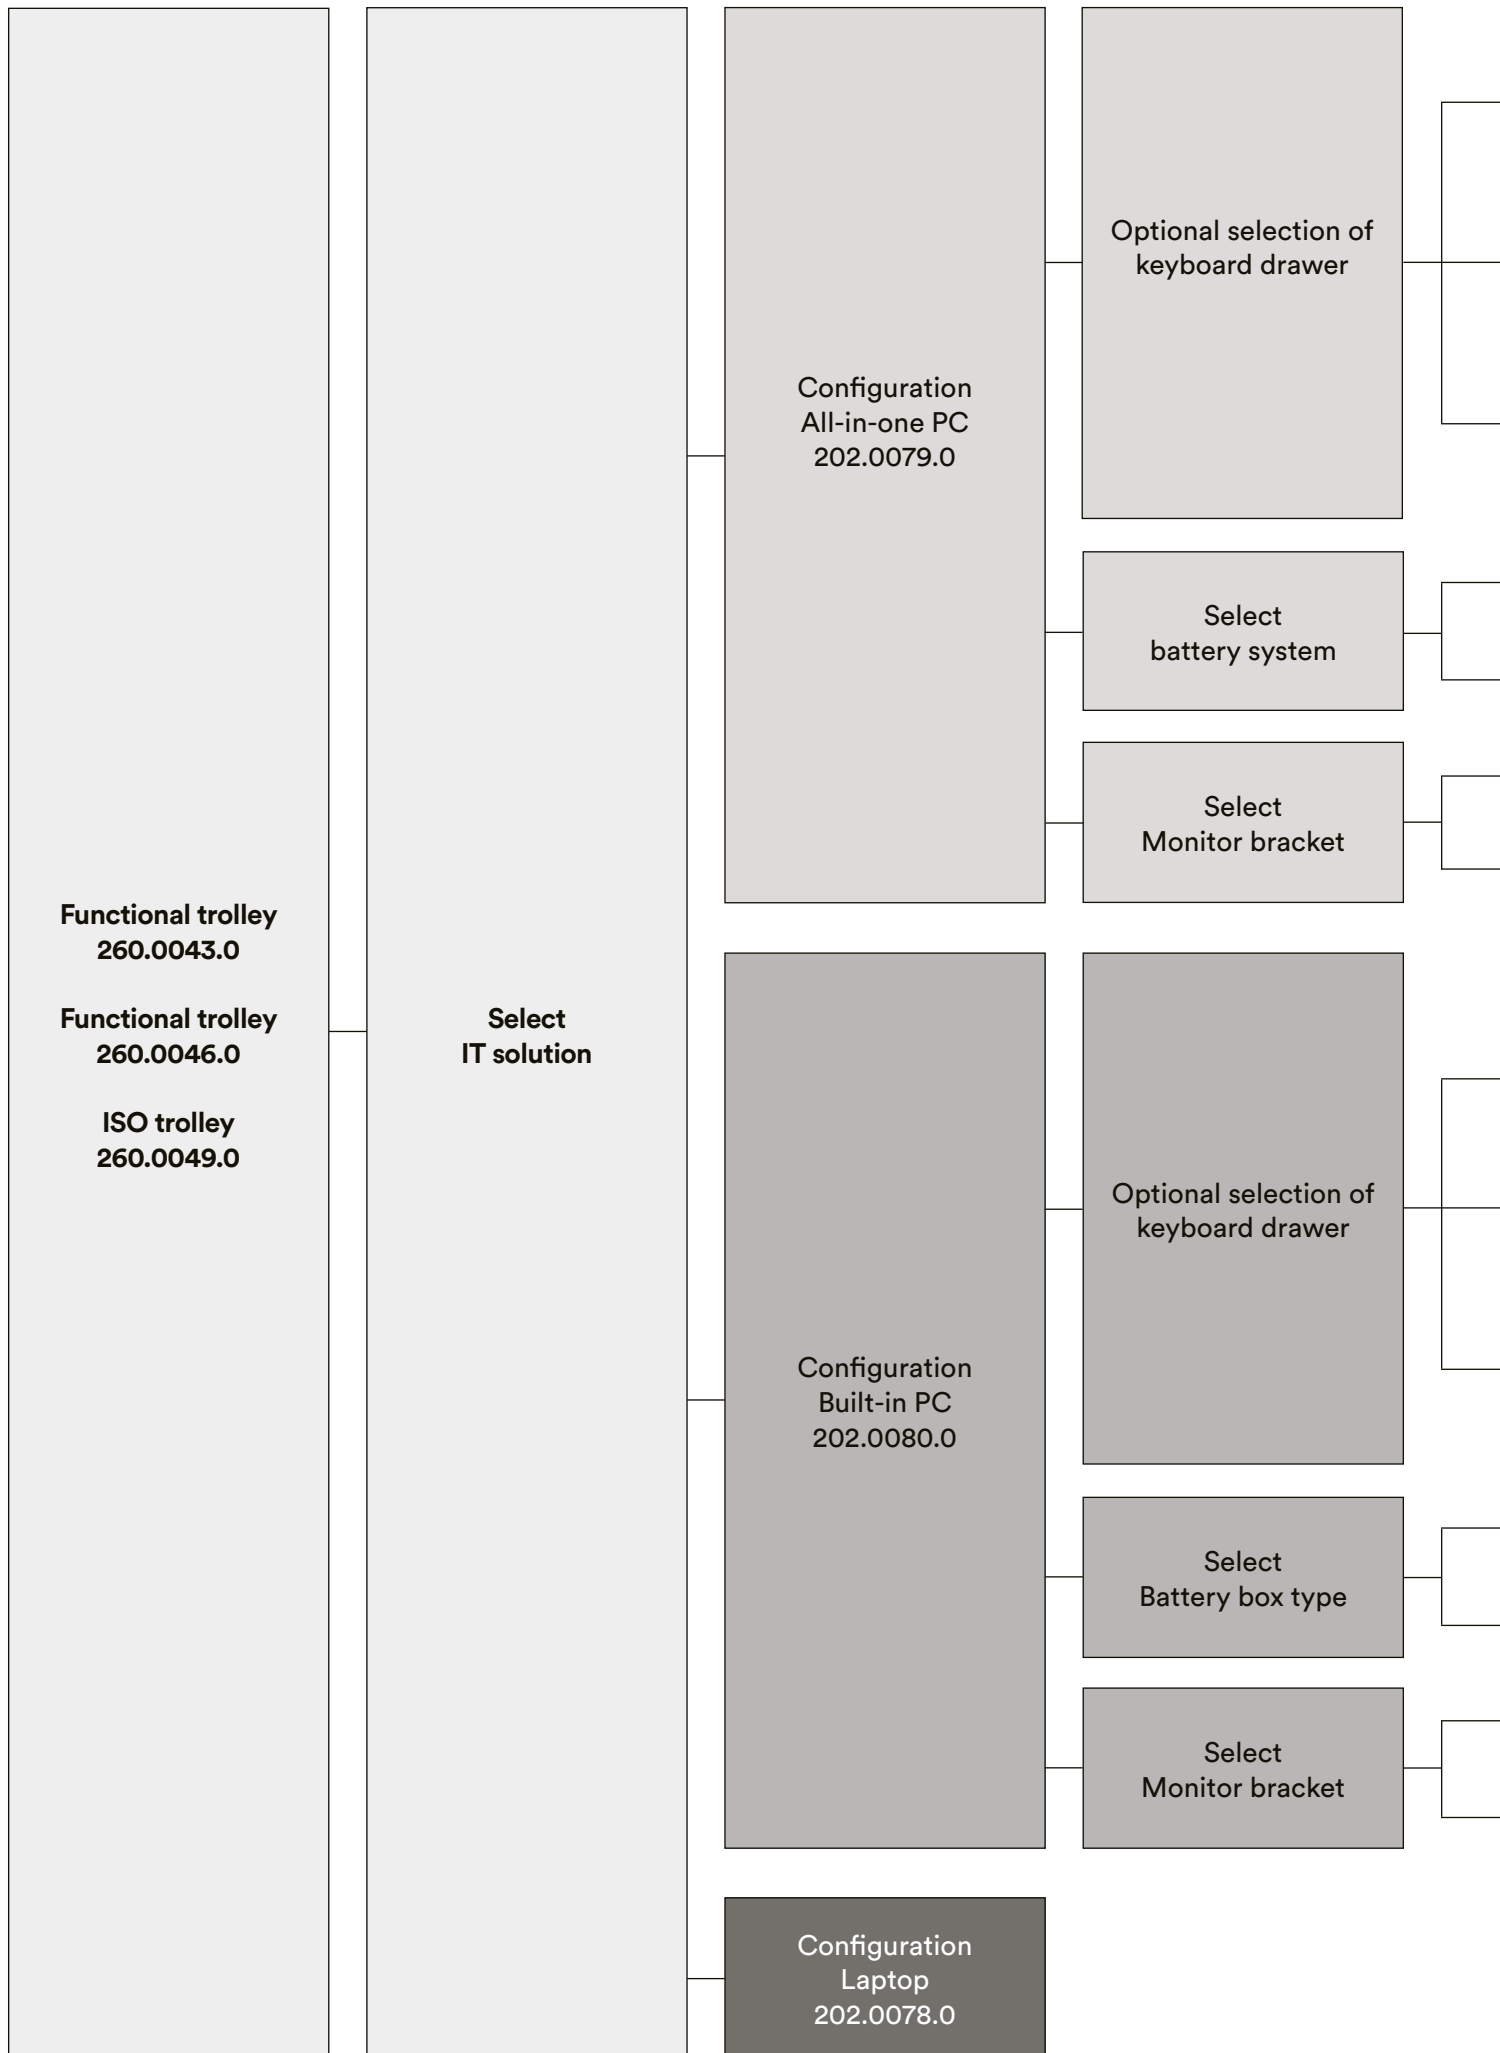 Functional trolley
260.0043.0
Functional trolley
260.0046.0
ISO trolley
260.0049.0
Select
IT solution
Configuration
All-in-one PC
202.0079.0
Optional selection of
keyboard drawer
Select
battery system
Select
Monitor bracket
Configuration
Built-in PC
202.0080.0
Optional selection of
keyboard drawer
Select
Battery box type
Select
Monitor bracket
Configuration
Laptop
202.0078.0